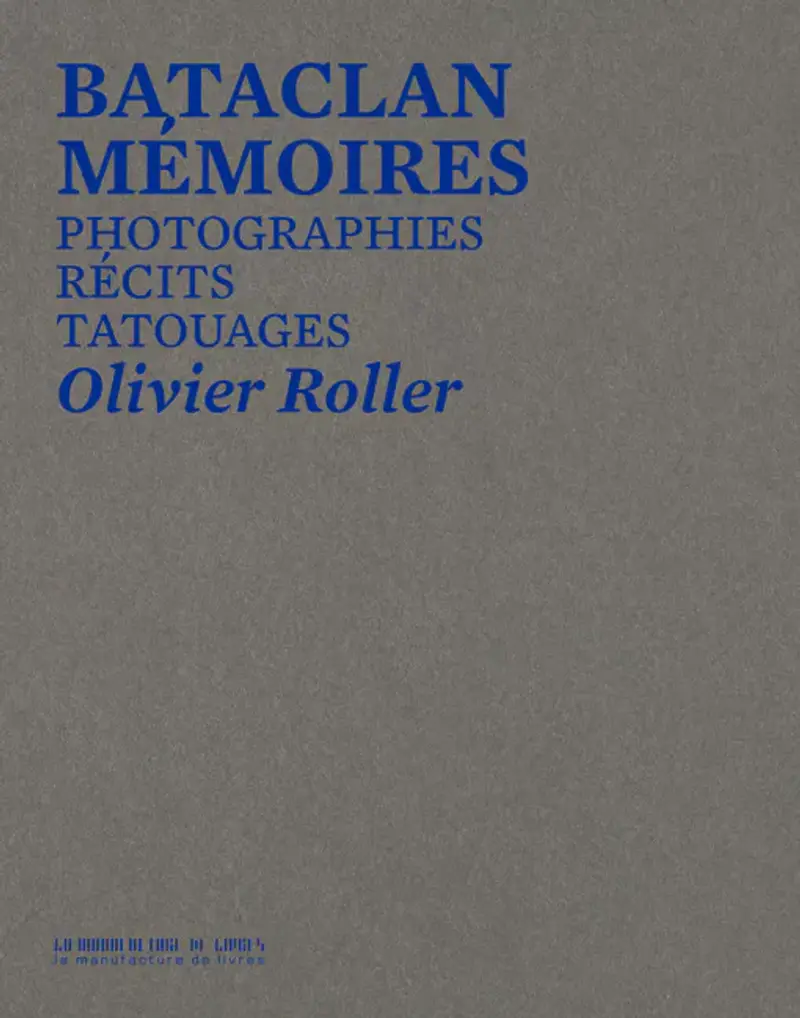 BATACLAN
MÉMOIRES
PHOTOGRAPHIES
RÉCITS
TATOUAGES
Olivier Roller
la manufacture de livres